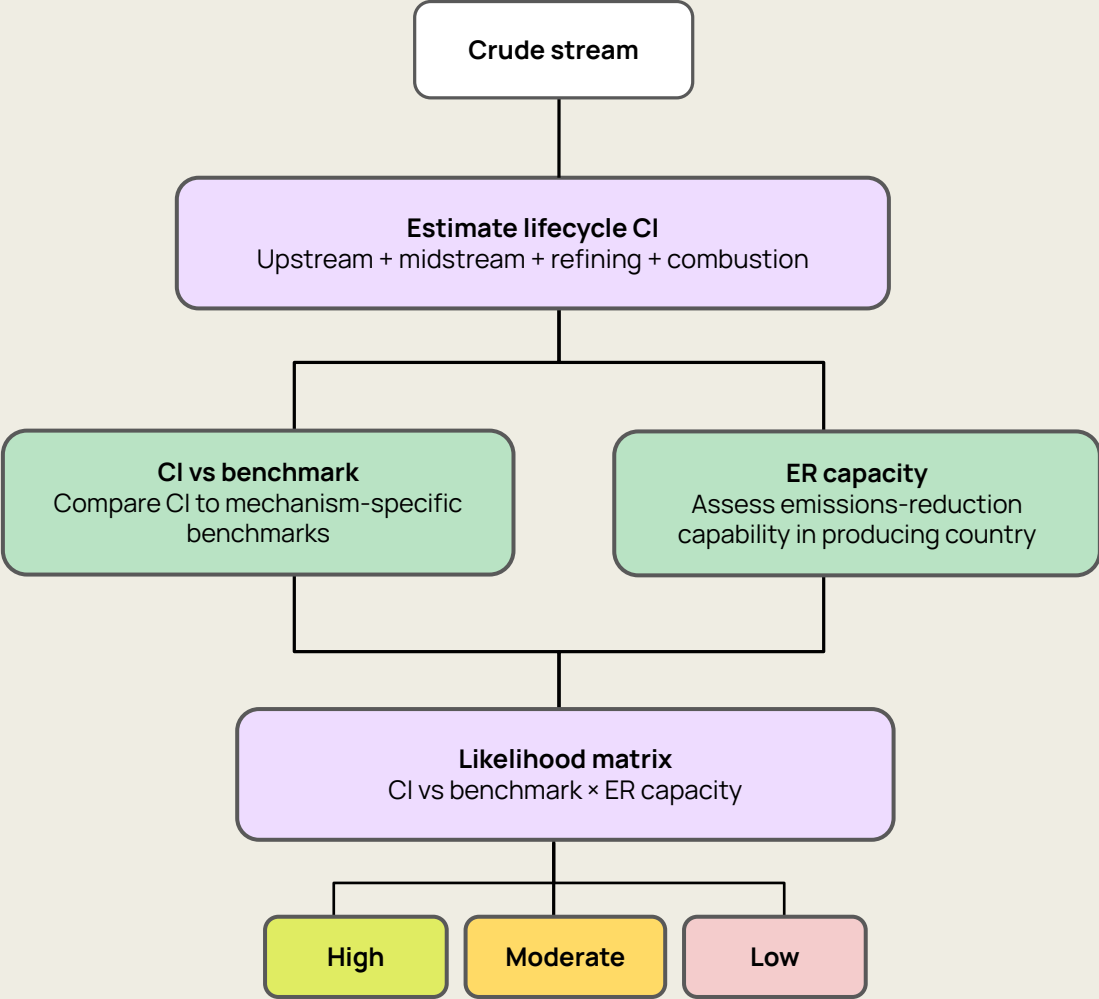 Crude stream
Estimate lifecycle CI
Upstream + midstream + refining + combustion
CI vs benchmark
Compare CI to mechanism-specific
benchmarks
ER capacity
Assess emissions-reduction
capability in producing country
Likelihood matrix
CI vs benchmark × ER capacity
High
Moderate
Low